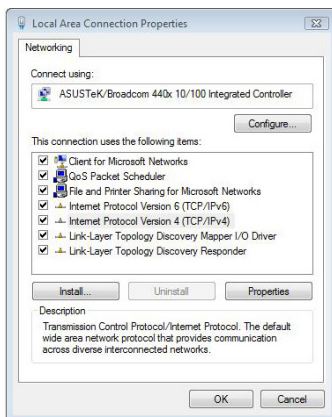 Local Area Connection Properties
Networking
Connect using:
ASUSTeK/Broadcom 440x 10/100 Integrated Controller
Configure...
This connection uses the following items:
Client for Microsoft Networks
QoS Packet Scheduler
File and Printer Sharing for Microsoft Networks
Internet Protocol Version 6 (TCP/IPv6)
Internet Protocol Version 4 (TCP/IPv4)
Link-Layer Topology Discovery Mapper I/O Driver
Link-Layer Topology Discovery Responder
Install...
Uninstall
Properties
Description
Transmission Control Protocol/Internet Protocol. The default
wide area network protocol that provides communication
across diverse interconnected networks.
OK
Cancel